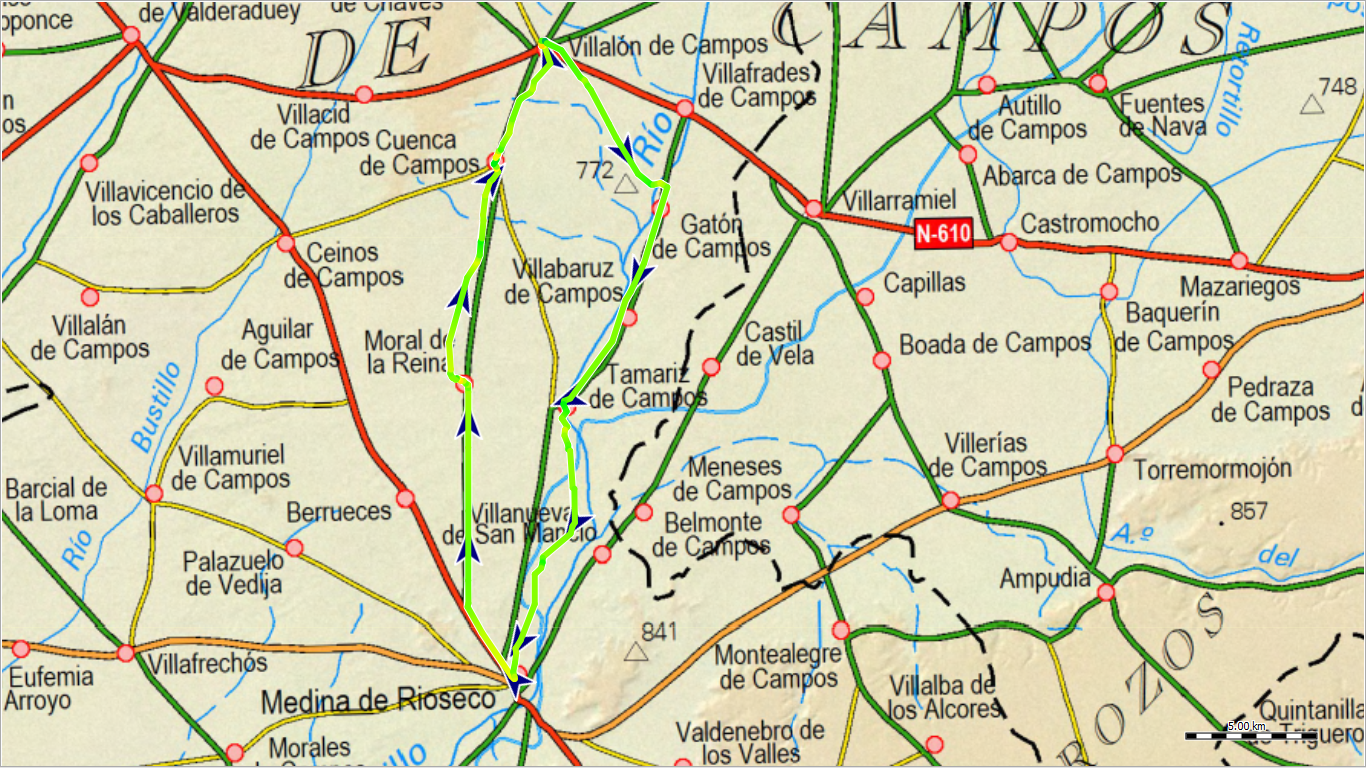 oponce
de Valderaduey
de Chaves
DE
CAMPOS
Villalón de Campos
Villafrades
de Campos
Retortillo
748
n
os
Villacid
de Campos
Cuenca
de Campos
Río
Autillo
de Campos
Fuentes
de Nava
772
Villavicencio de
los Caballeros
Abarca de Campos
Villarramiel
N-610
Castromocho
Gatón
de Campos
Ceinos
de Campos
Villabaruz
de Campos
Capillas
Mazariegos
Villalán
de Campos
Aguilar
de Campos
Moral de
la Reina
Castil
de Vela
Boada de Campos
Baquerín
de Campos
Tamariz
de Campos
Pedraza
de Campos
d
Bustillo
Villamuriel
de Campos
Meneses
de Campos
Villerías
de Campos
Torremormojón
Barcial de
la Loma
Berrueces
Villanueva
de San Mancio
Belmonte
de Campos
857
Río
A.º
del
Palazuelo
de Vedija
Ampudia
841
Eufemia
Arroyo
Villafrechós
Montealegre
de Campos
Medina de Rioseco
Villalba de
los Alcores
ROZOS
Quintanilla
de Triguero
5.00 km
Morales
Valdenebro de
los Valles
illo